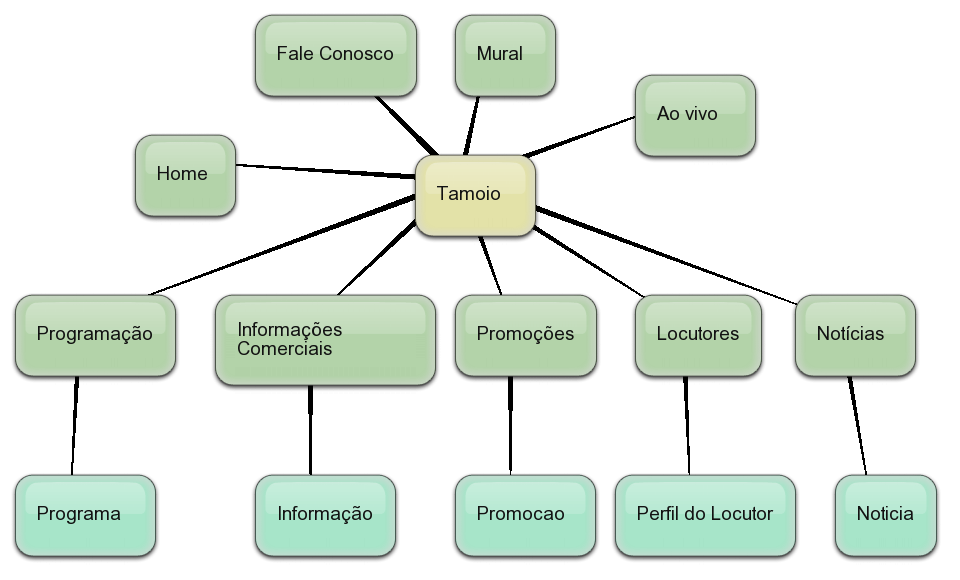 Fale Conosco
Mural
Ao vivo
Home
Tamoio
Programação
Informações
Comerciais
Promoções
Locutores
Notícias
Programa
Informação
Promocao
Perfil do Locutor
Noticia